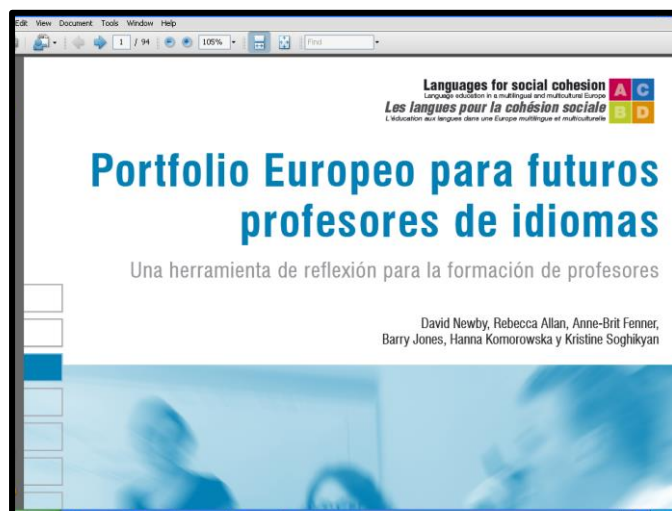 Edit View Document Tools Window Help
1 / 94 105% Find
Languages for social cohesion
Language education in a multilingual and multicultural Europe
Les langues pour la cohésion sociale
L'éducation aux langues dans une Europe multilingue et multiculturelle
A C
B D
Portfolio Europeo para futuros
profesores de idiomas
Una herramienta de reflexión para la formación de profesores
David Newby, Rebecca Allan, Anne-Brit Fenner,
Barry Jones, Hanna Komorowska y Kristine Soghikyan